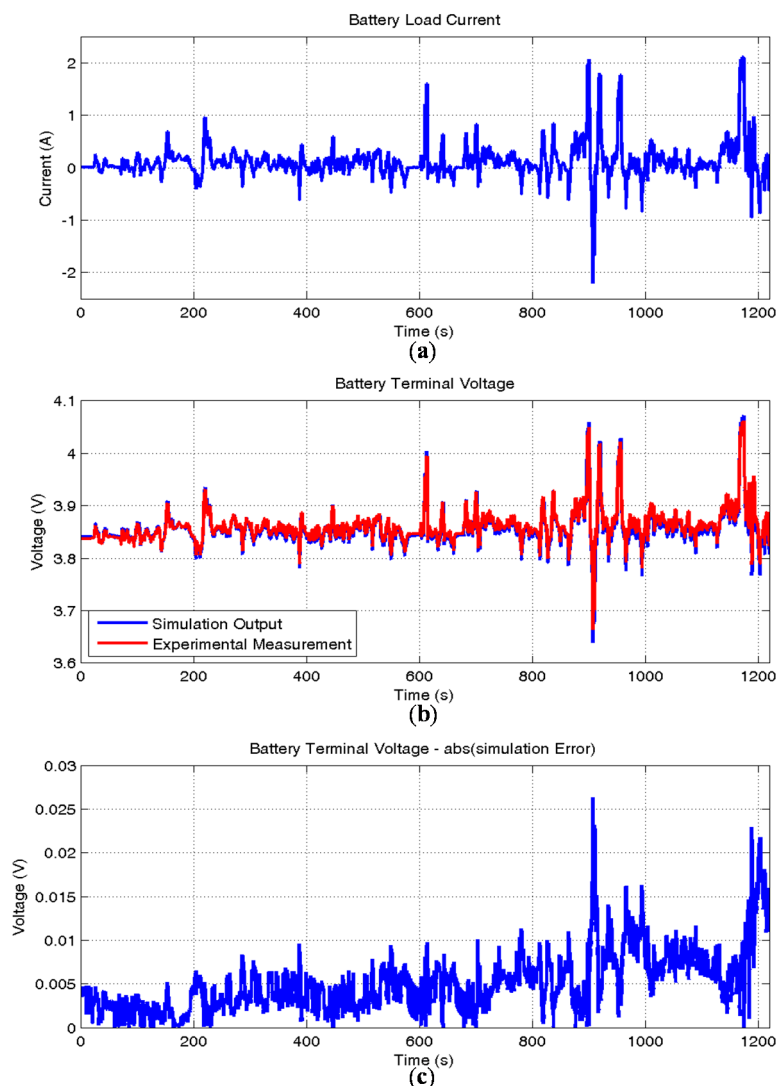 Battery Load Current
2
1
0
-1
-2
Current (A)
0 200 400 600 800 1000 1200
Time (s)
(a)
Battery Terminal Voltage
4.1
4
3.9
3.8
3.7
3.6
Voltage (V)
Simulation Output
Experimental Measurement
0 200 400 600 800 1000 1200
Time (s)
(b)
Battery Terminal Voltage - abs(simulation Error)
0.03
0.025
0.02
0.015
0.01
0.005
0
Voltage (V)
0 200 400 600 800 1000 1200
Time (s)
(c)